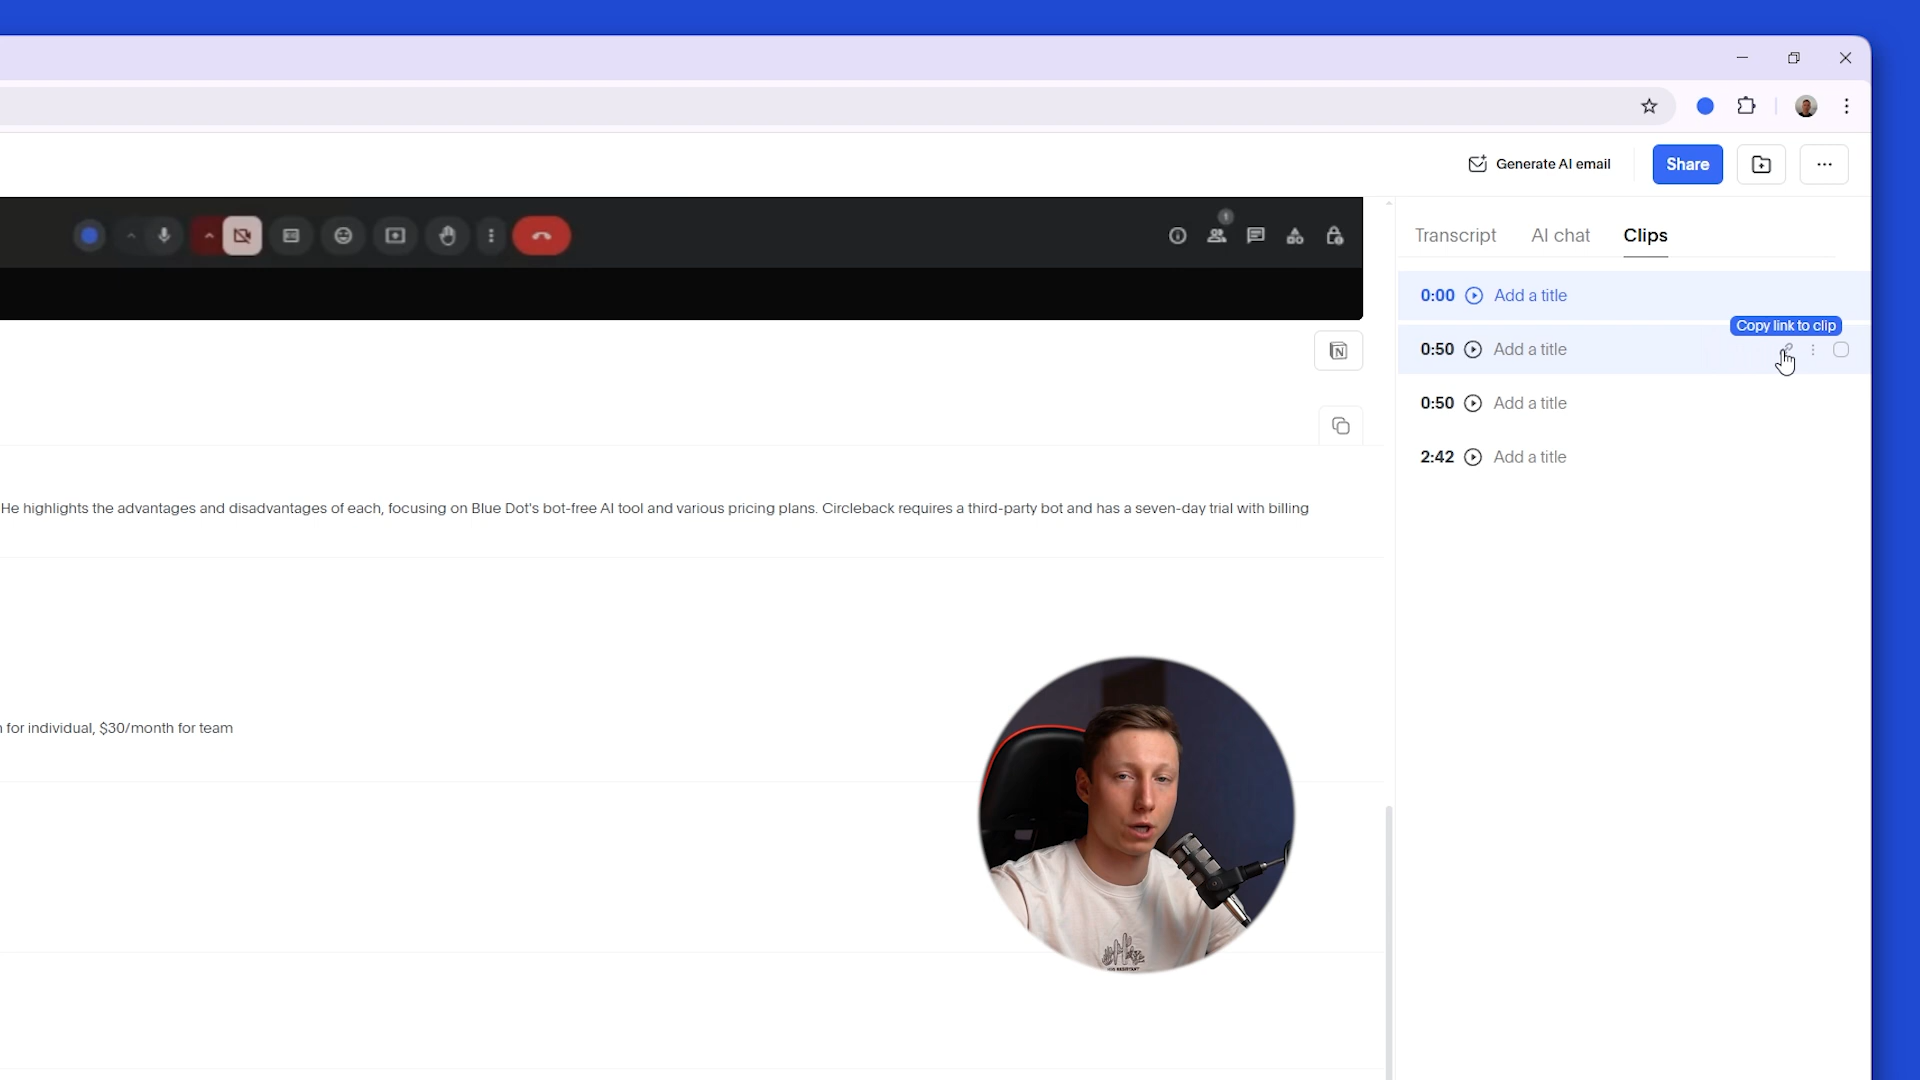 Generate AI email
Share
1
Transcript
AI chat
Clips
0:00 Add a title
Copy link to clip
0:50 Add a title
0:50 Add a title
2:42 Add a title
He highlights the advantages and disadvantages of each, focusing on Blue Dot's bot-free AI tool and various pricing plans. Circleback requires a third-party bot and has a seven-day trial with billing
for individual, $30/month for team